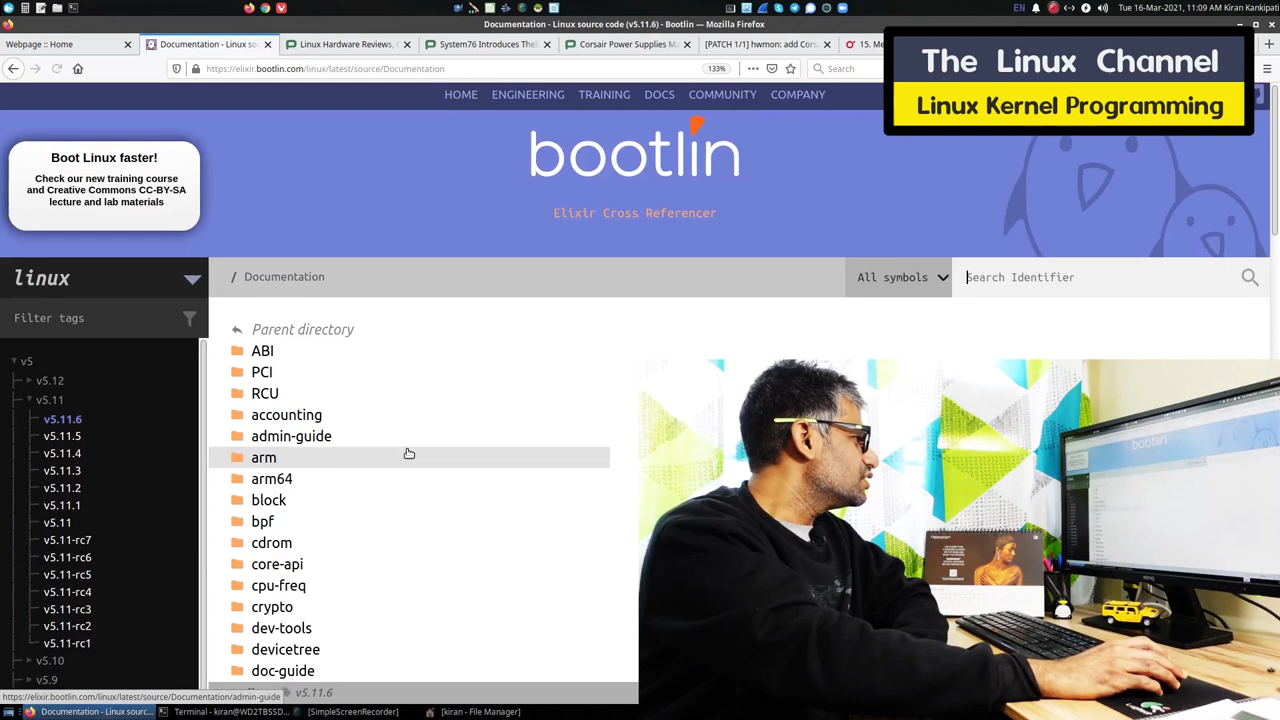 EN
Tue 16-Mar-2021, 11:09 AM Kiran Kankipati
Documentation - Linux source code (v5.11.6) - Bootlin — Mozilla Firefox
Webpage :: Home
Documentation - Linux sou
Linux Hardware Reviews, O
System76 Introduces Thel
Corsair Power Supplies Ma
[PATCH 1/1] hwmon: add Cors
15. Me
https://elixir.bootlin.com/linux/latest/source/Documentation
133%
Search
The Linux Channel
Linux Kernel Programming
HOME ENGINEERING TRAINING DOCS COMMUNITY COMPANY
bootlin
Elixir Cross Referencer
Boot Linux faster!
Check our new training course
and Creative Commons CC-BY-SA
lecture and lab materials
linux
/ Documentation
All symbols
Search Identifier
Filter tags
v5
v5.12
v5.11
v5.11.6
v5.11.5
v5.11.4
v5.11.3
v5.11.2
v5.11.1
v5.11
v5.11-rc7
v5.11-rc6
v5.11-rc5
v5.11-rc4
v5.11-rc3
v5.11-rc2
v5.11-rc1
v5.10
v5.9
Parent directory
ABI
PCI
RCU
accounting
admin-guide
arm
arm64
block
bpf
cdrom
core-api
cpu-freq
crypto
dev-tools
devicetree
doc-guide
v5.11.6
bootlin
https://elixir.bootlin.com/linux/latest/source/Documentation/admin-guide
Documentation - Linux sourc...
Terminal - kiran@WD2TBSSD...
[SimpleScreenRecorder]
[kiran - File Manager]